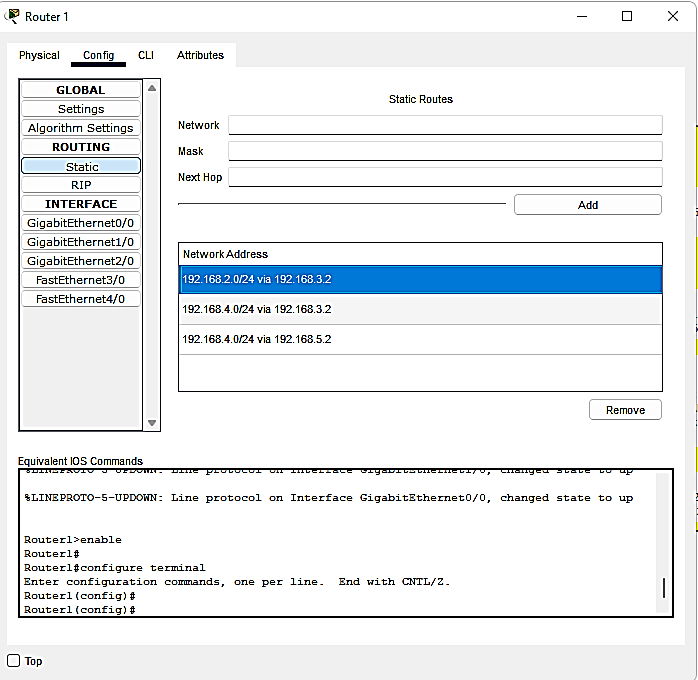 Router 1
Physical Config CLI Attributes
GLOBAL
Settings
Algorithm Settings
ROUTING
Static
RIP
INTERFACE
GigabitEthernet0/0
GigabitEthernet1/0
GigabitEthernet2/0
FastEthernet3/0
FastEthernet4/0
Static Routes
Network
Mask
Next Hop
Add
Network Address
192.168.2.0/24 via 192.168.3.2
192.168.4.0/24 via 192.168.3.2
192.168.4.0/24 via 192.168.5.2
Remove
Equivalent IOS Commands
%LINEPROTO-5-UPDOWN: Line protocol on Interface GigabitEthernet1/0, changed state to up
%LINEPROTO-5-UPDOWN: Line protocol on Interface GigabitEthernet0/0, changed state to up
Router1>enable
Router1#
Router1#configure terminal
Enter configuration commands, one per line. End with CNTL/Z.
Router1(config)#
Router1(config)#
Top